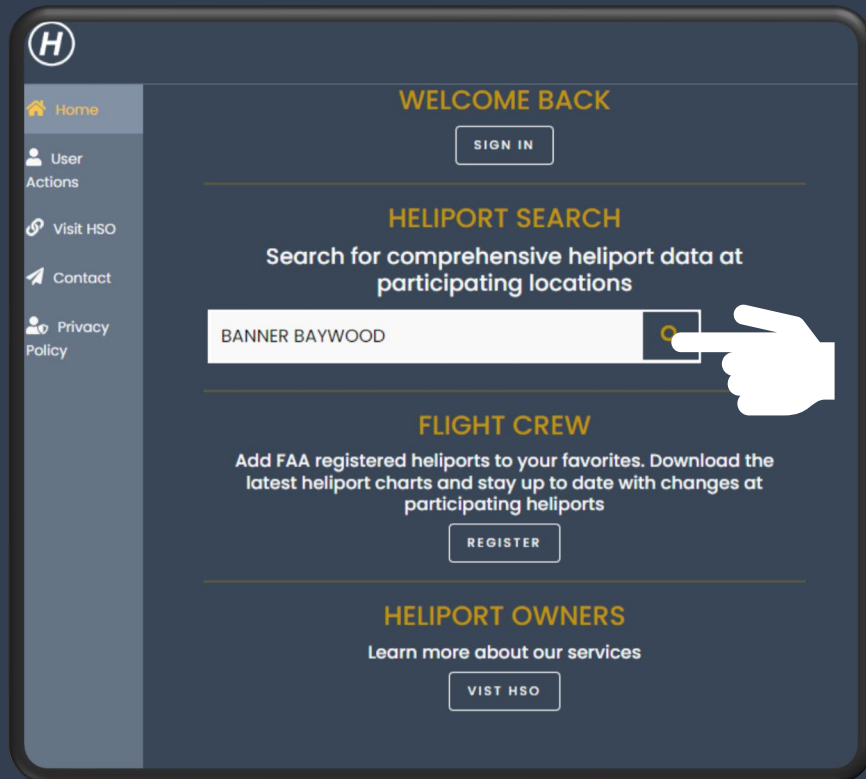 H
Home
User
Actions
Visit HSO
Contact
Privacy
Policy
WELCOME BACK
SIGN IN
HELIPORT SEARCH
Search for comprehensive heliport data at
participating locations
BANNER BAYWOOD
FLIGHT CREW
Add FAA registered heliports to your favorites. Download the
latest heliport charts and stay up to date with changes at
participating heliports
REGISTER
HELIPORT OWNERS
Learn more about our services
VIST HSO